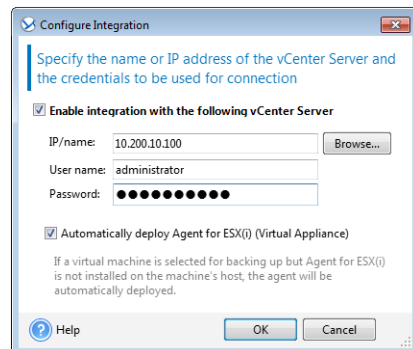 Configure Integration
Specify the name or IP address of the vCenter Server and
the credentials to be used for connection
Enable integration with the following vCenter Server
IP/name: 10.200.10.100 Browse...
User name: administrator
Password: ●●●●●●●●●●
Automatically deploy Agent for ESX(i) (Virtual Appliance)
If a virtual machine is selected for backing up but Agent for ESX(i)
is not installed on the machine's host, the agent will be
automatically deployed.
? Help OK Cancel